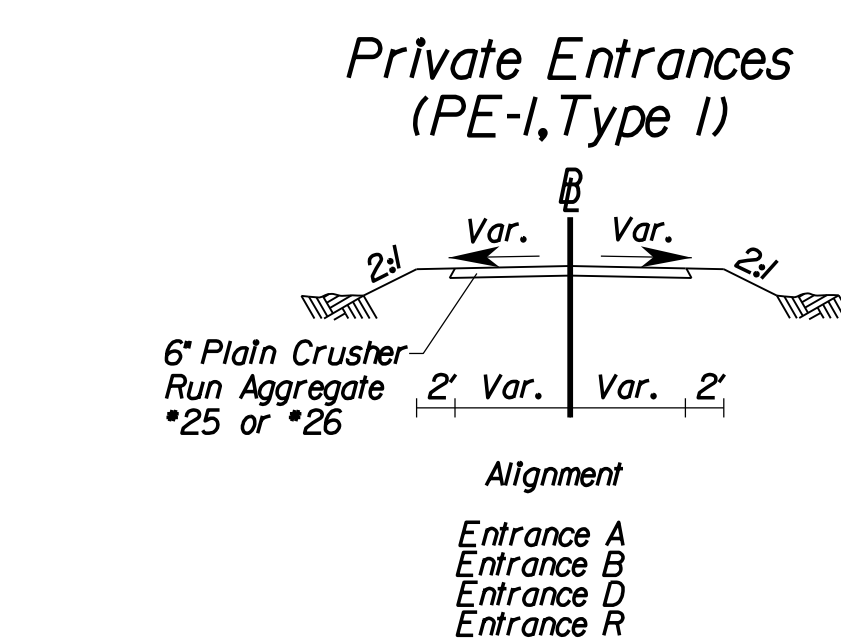 Private Entrances
(PE-1, Type 1)
BL
Var. Var.
2:1 2:1
6" Plain Crusher
Run Aggregate
#25 or #26
2' Var. Var. 2'
Alignment
Entrance A
Entrance B
Entrance D
Entrance R